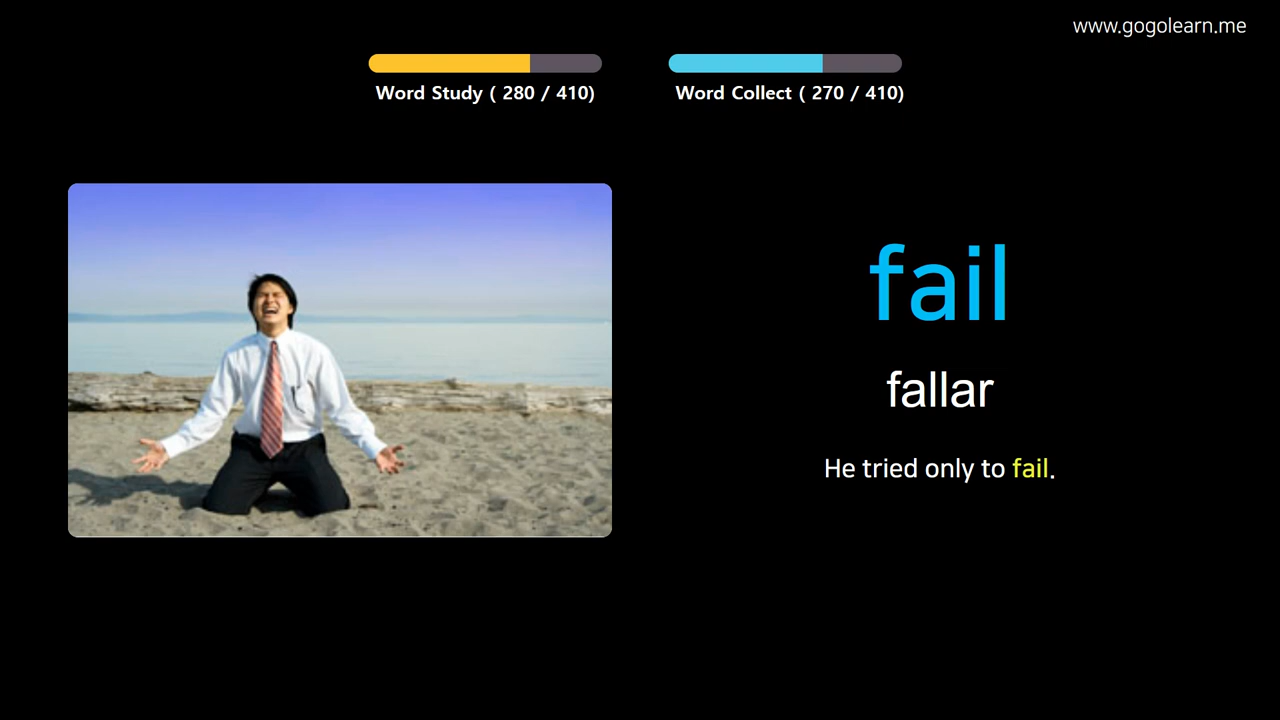 www.gogolearn.me
Word Study ( 280 / 410)
Word Collect ( 270 / 410)
fail
fallar
He tried only to fail.